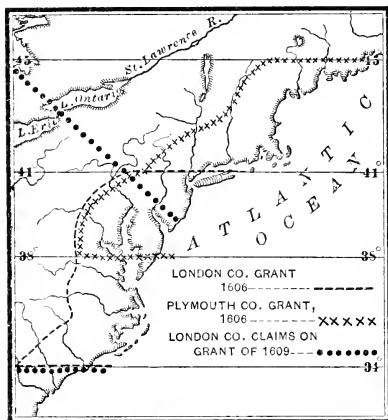 St. Lawrence R.
45°
45°
L. Ontario
L. Erie
41°
41°
ATLANTIC
OCEAN
38°
38°
LONDON CO. GRANT
1606
PLYMOUTH CO. GRANT,
1606
LONDON CO. CLAIMS ON
GRANT OF 1609
34°
34°